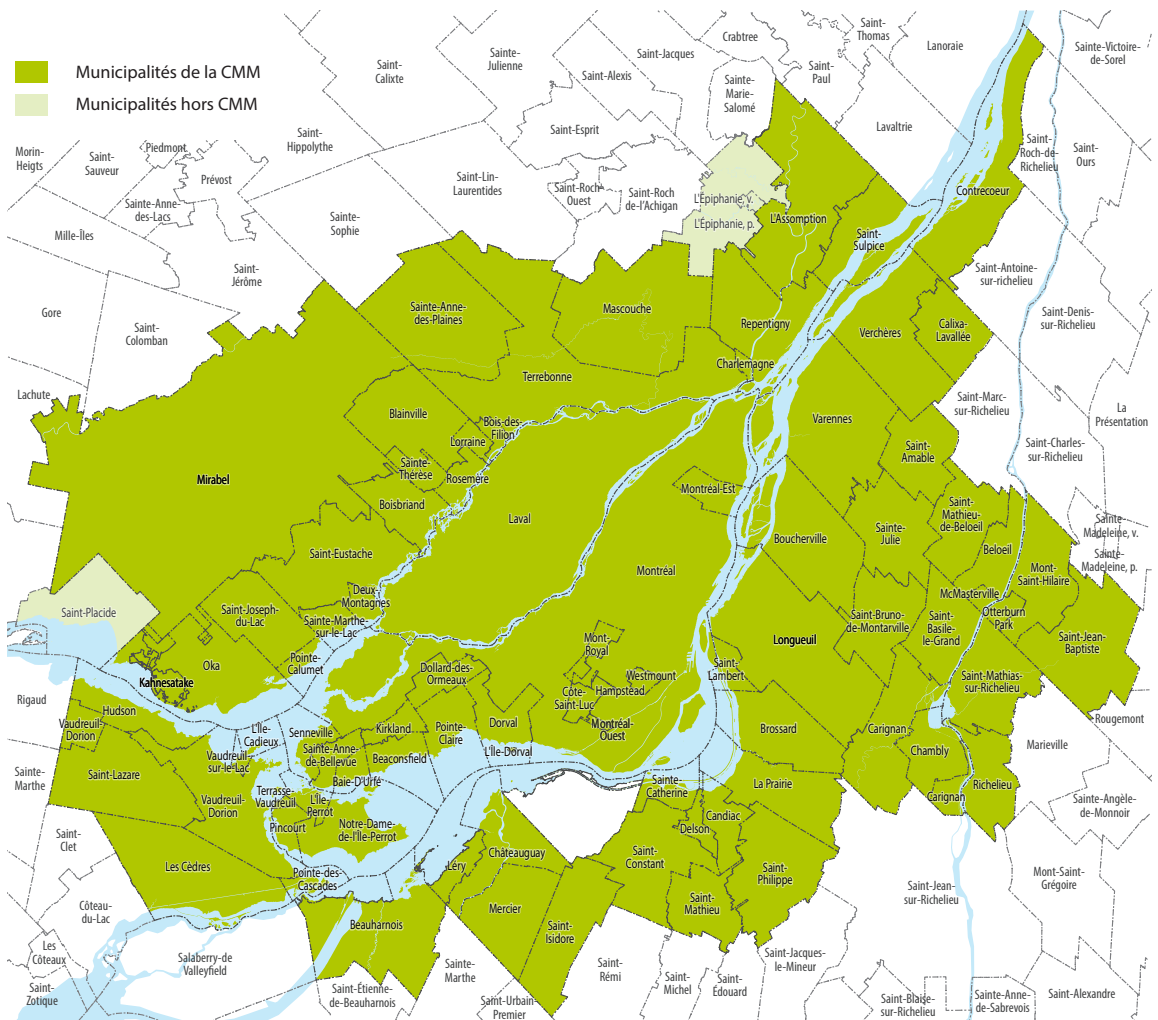 Municipalités de la CMM
Municipalités hors CMM
Saint-
Calixte
Sainte-
Julienne
Saint-Jacques
Saint-Alexis
Crabtree
Saint-
Thomas
Saint-
Paul
Lanoraie
Sainte-Victoire-
de-Sorel
Sainte-
Marie-
Salomé
Saint-Esprit
Lavaltrie
Saint-
Roch-de-
Richelieu
Saint-
Ours
Saint-
Hippolythe
Morin-
Heigts
Saint-
Sauveur
Piedmont
Prévost
Sainte-Anne-
des-Lacs
Saint-Lin-
Laurentides
Saint-Roch
Ouest
Saint-Roch
de-l'Achigan
L'Épiphanie, v.
L'Épiphanie, p.
L'Assomption
Contrecoeur
Saint-
Sulpice
Mille-Îles
Sainte-
Sophie
Saint-
Jérôme
Saint-Antoine-
sur-richelieu
Gore
Saint-
Colomban
Sainte-Anne-
des-Plaines
Mascouche
Repentigny
Verchères
Calixa-
Lavallée
Saint-Denis-
sur-Richelieu
Charlemagne
Terrebonne
Lachute
Saint-Marc-
sur-Richelieu
La
Présentation
Blainville
Bois-des-
Filion
Lorraine
Varennes
Saint-
Amable
Saint-Charles-
sur-Richelieu
Mirabel
Sainte-
Thérèse
Rosemère
Boisbriand
Montréal-Est
Laval
Saint-
Mathieu-
de-Beloeil
Sainte-
Madeleine, v.
Sainte-
Madeleine, p.
Saint-Eustache
Boucherville
Sainte-
Julie
Beloeil
Mont-
Saint-Hilaire
Montréal
Deux-
Montagnes
McMasterville
Otterburn
Park
Saint-Placide
Saint-Joseph-
du-Lac
Sainte-Marthe-
sur-le-Lac
Saint-Bruno-
de-Montarville
Saint-
Basile-
le-Grand
Saint-Jean-
Baptiste
Mont-
Royal
Longueuil
Oka
Pointe-
Calumet
Kahnesatake
Dollard-des-
Ormeaux
Westmount
Saint-
Lambert
Hampstead
Côte-
Saint-Luc
Saint-Mathias-
sur-Richelieu
Rigaud
Hudson
Vaudreuil-
Dorion
L'Île-
Cadieux
Senneville
Kirkland
Pointe-
Claire
Dorval
Montréal-
Ouest
Brossard
Carignan
Rougemont
Marieville
Vaudreuil-
sur-le-Lac
Sainte-Anne-
de-Bellevue
Beaconsfield
L'Île-Dorval
Chambly
Sainte-
Marthe
Saint-Lazare
Baie-D'Urfé
Sainte-
Catherine
La Prairie
Richelieu
Carignan
Vaudreuil-
Dorion
Terrasse-
Vaudreuil
L'Île-
Perrot
Pincourt
Notre-Dame-
de-l'Île-Perrot
Candiac
Delson
Sainte-Angèle-
de-Monnoir
Saint-
Clet
Les Cèdres
Pointe-des-
Cascades
Léry
Châteauguay
Saint-
Constant
Saint-
Philippe
Mont-Saint-
Grégoire
Saint-Jean-
sur-Richelieu
Côteau-
du-Lac
Beauharnois
Mercier
Saint-
Isidore
Saint-
Mathieu
Les
Côteaux
Salaberry-de
Valleyfield
Saint-
Zotique
Saint-Étienne-
de-Beauharnois
Sainte-
Marthe
Saint-Urbain-
Premier
Saint-
Rémi
Saint-
Michel
Saint-
Édouard
Saint-Jacques-
le-Mineur
Saint-Blaise-
sur-Richelieu
Sainte-Anne-
de-Sabrevois
Saint-Alexandre